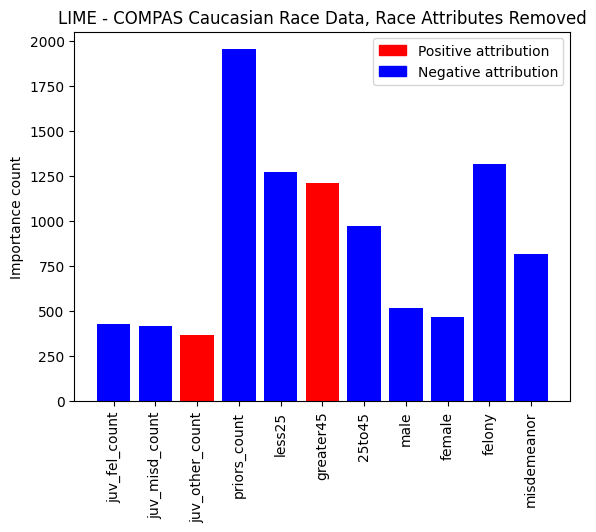 LIME - COMPAS Caucasian Race Data, Race Attributes Removed
Positive attribution
Negative attribution
Importance count
2000
1750
1500
1250
1000
750
500
250
0
juv_fel_count
juv_misd_count
juv_other_count
priors_count
less25
greater45
25to45
male
female
felony
misdemeanor